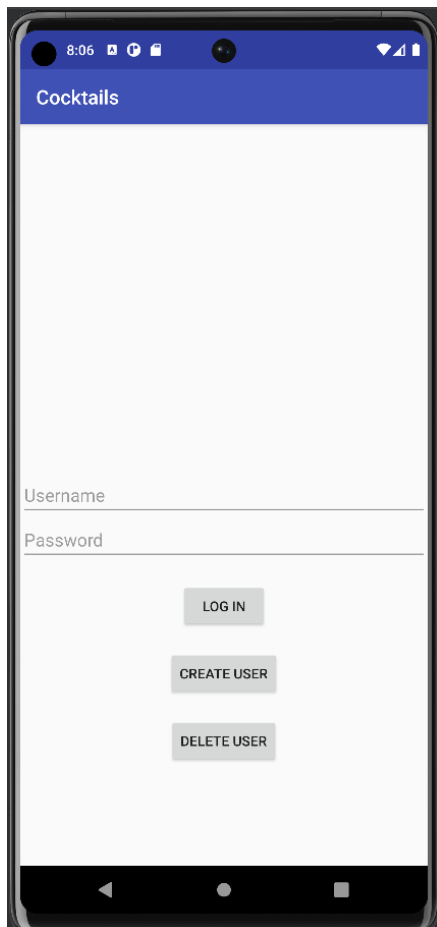 8:06
Cocktails
Username
Password
LOG IN
CREATE USER
DELETE USER